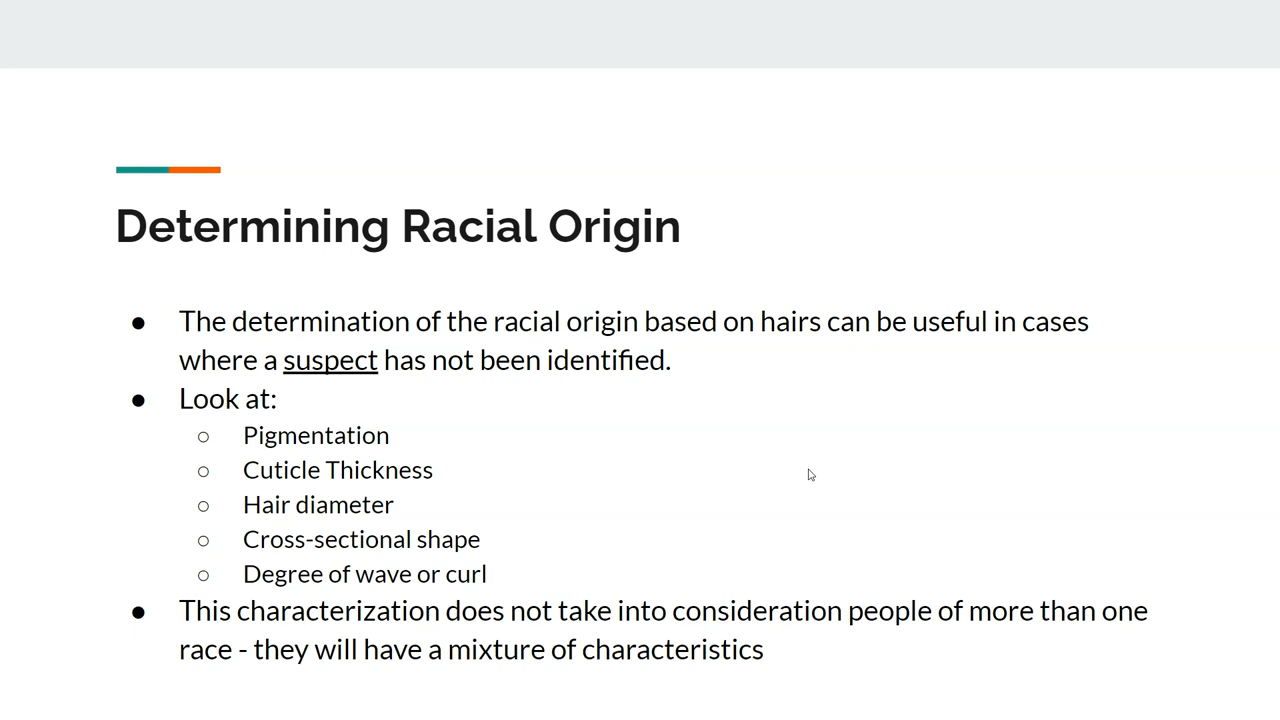 Determining Racial Origin
● The determination of the racial origin based on hairs can be useful in cases
where a suspect has not been identified.
● Look at:
○ Pigmentation
○ Cuticle Thickness
○ Hair diameter
○ Cross-sectional shape
○ Degree of wave or curl
● This characterization does not take into consideration people of more than one
race - they will have a mixture of characteristics